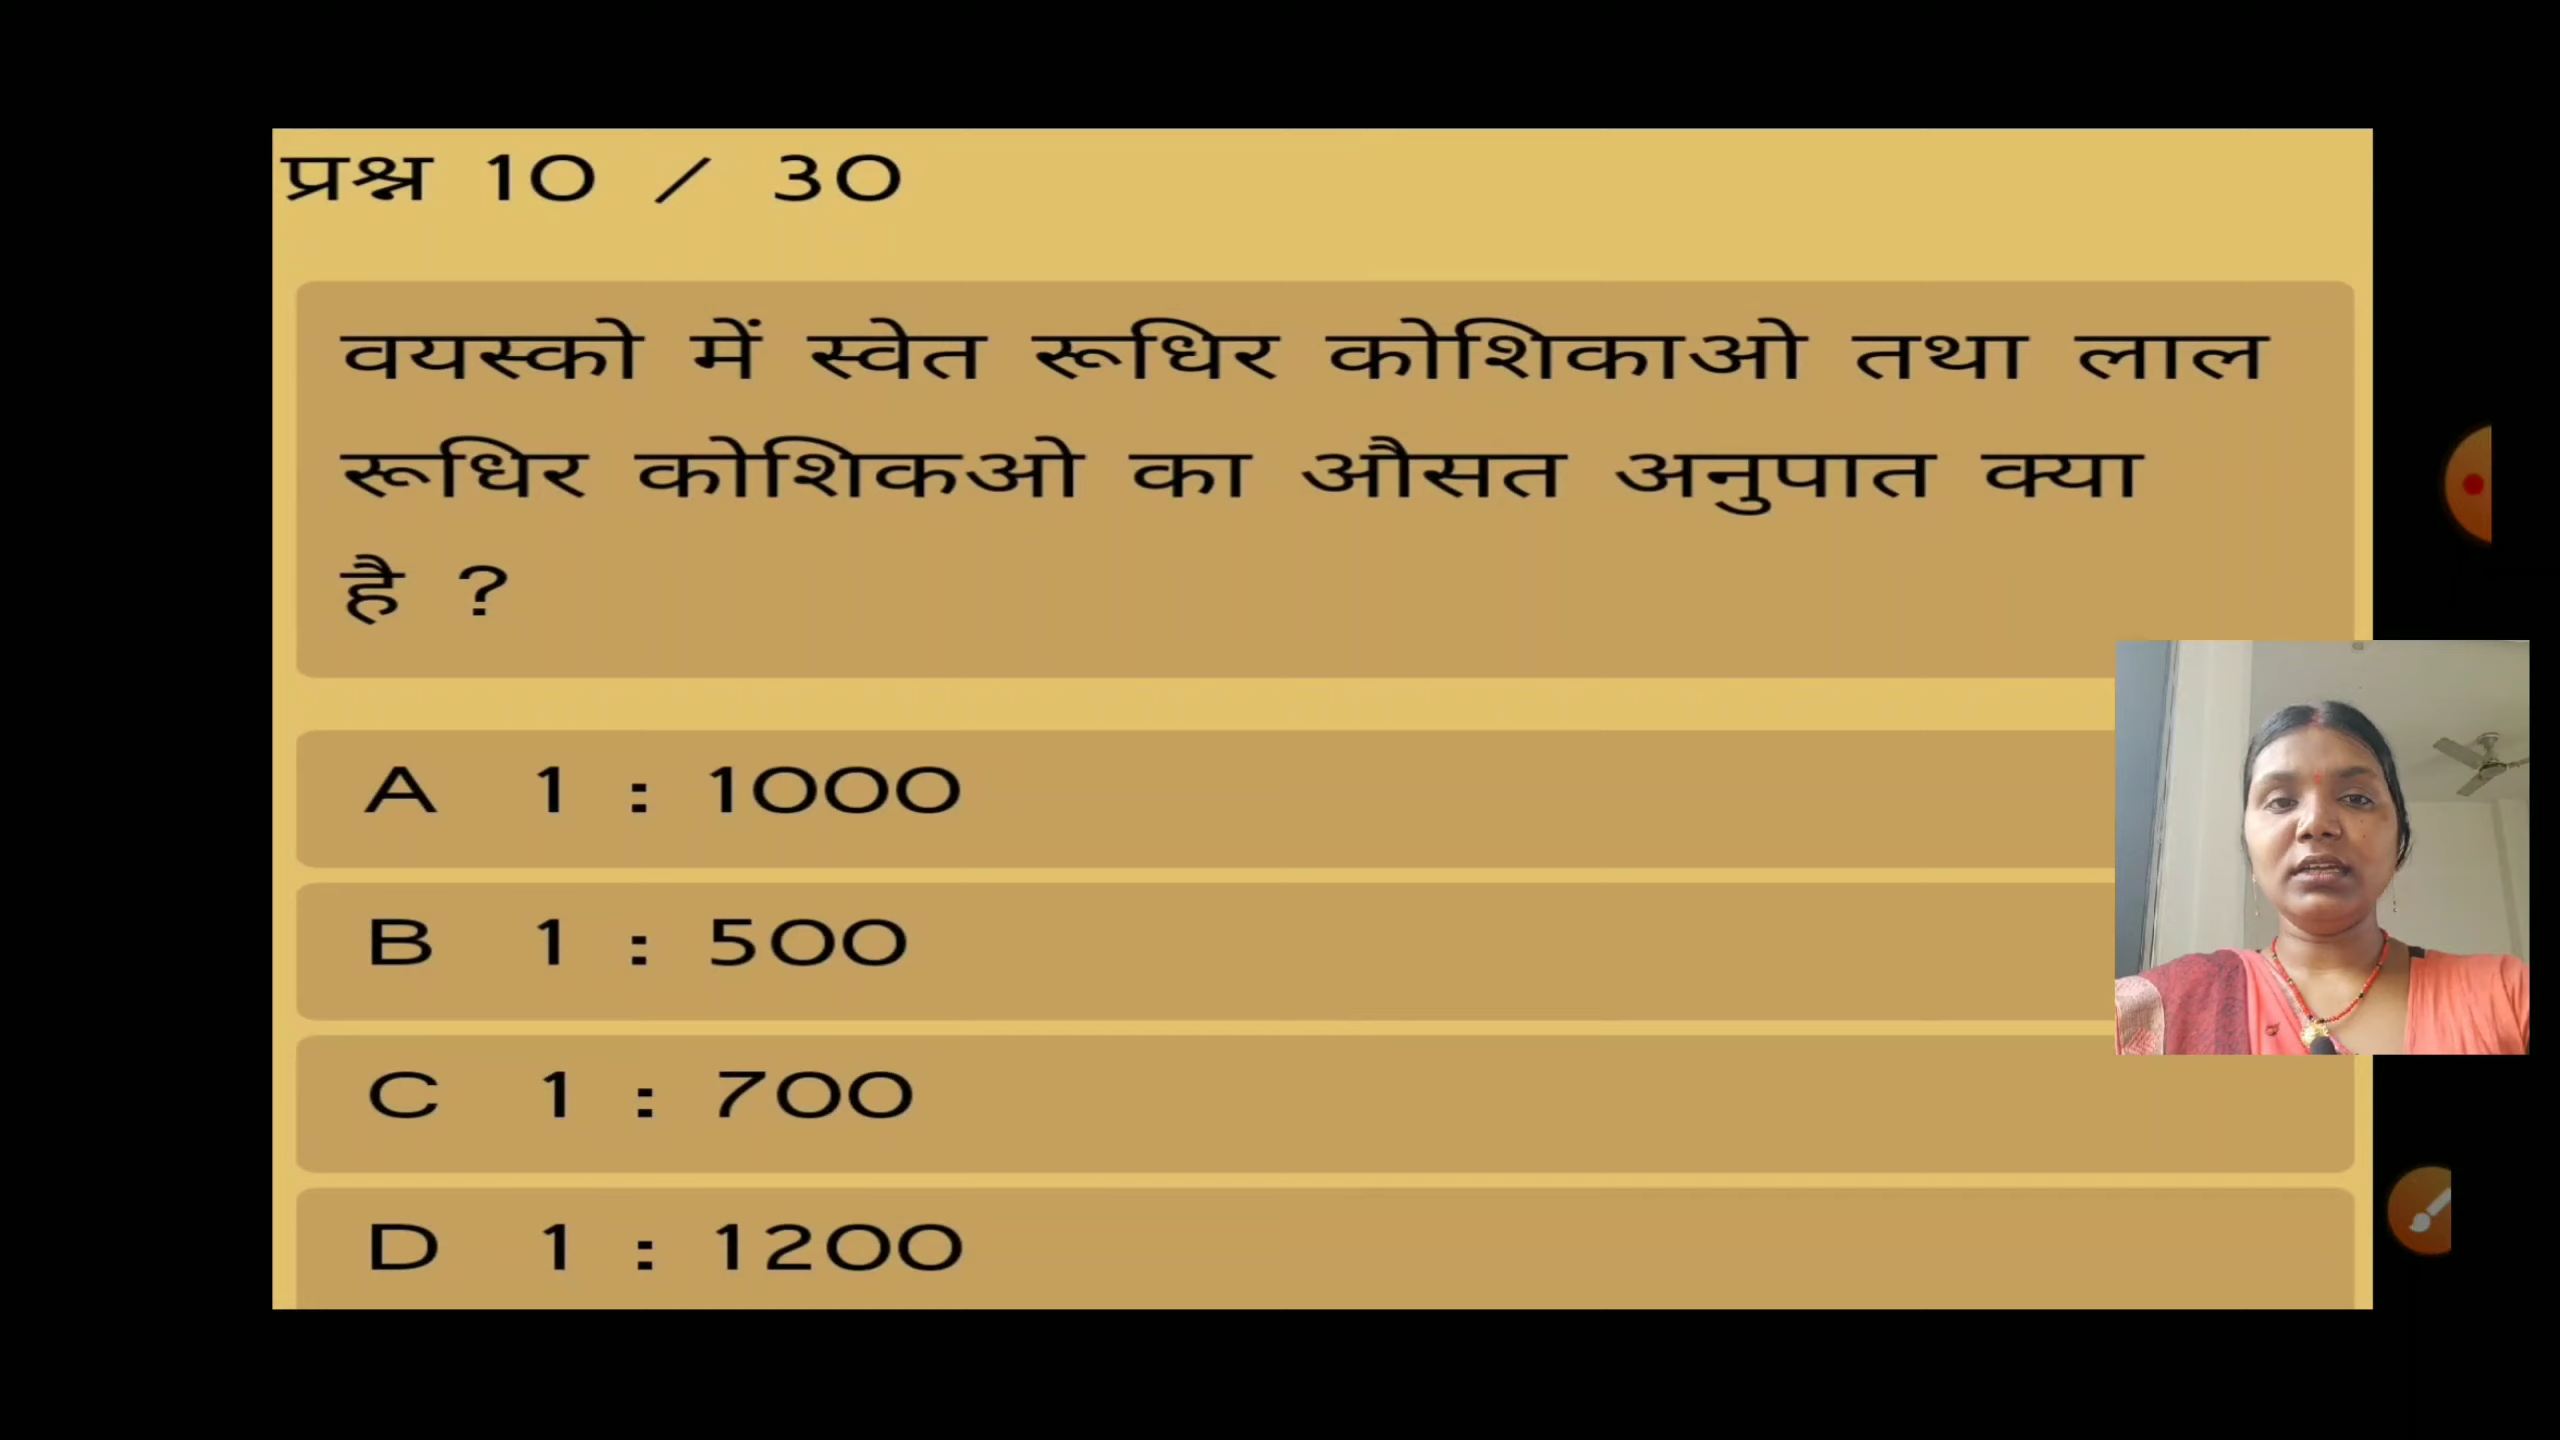 प्रश्न 10 / 30
वयस्को में स्वेत रूधिर कोशिकाओ तथा लाल
रूधिर कोशिकओ का औसत अनुपात क्या
है ?
A 1 : 1000
B 1 : 500
C 1 : 700
D 1 : 1200